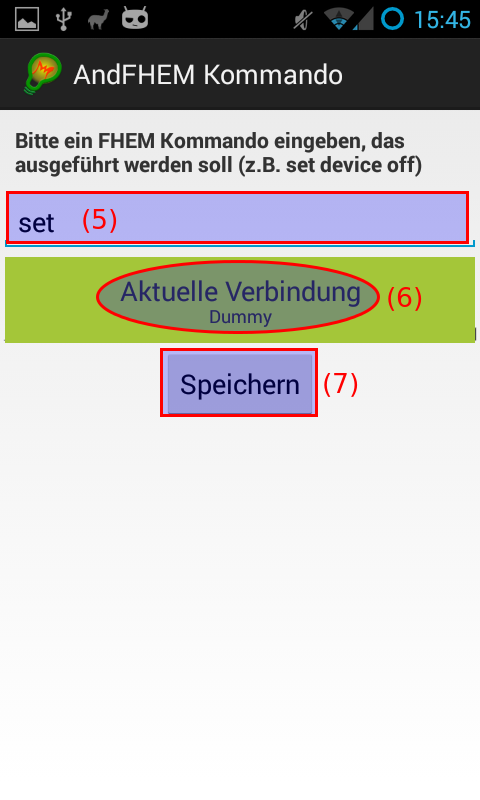 15:45
AndFHEM Kommando
Bitte ein FHEM Kommando eingeben, das
ausgeführt werden soll (z.B. set device off)
set (5)
Aktuelle Verbindung (6)
Dummy
Speichern (7)